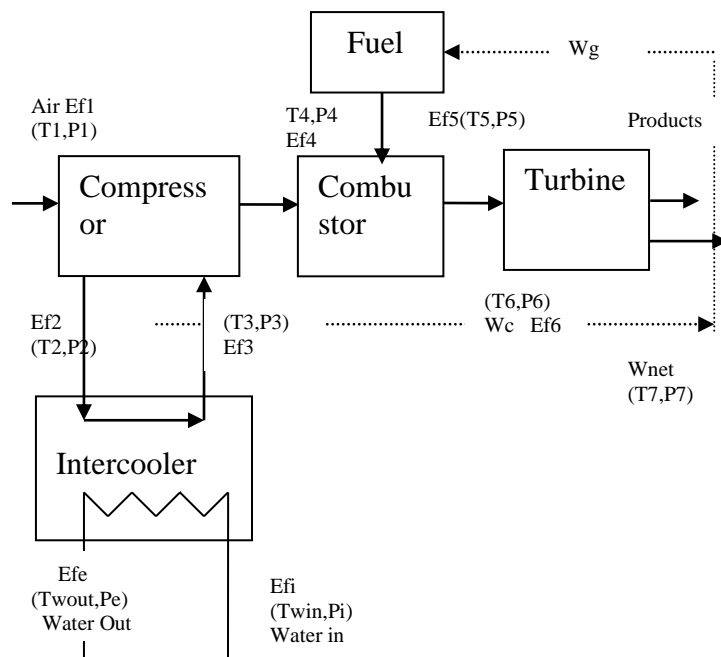 Fuel
Wg
Air Ef1
(T1,P1)
T4,P4
Ef4
Ef5(T5,P5)
Products
Compress
or
Combu
stor
Turbine
Ef2
(T2,P2)
(T3,P3)
Ef3
(T6,P6)
Wc Ef6
Wnet
(T7,P7)
Intercooler
Efe
(Twout,Pe)
Water Out
Efi
(Twin,Pi)
Water in